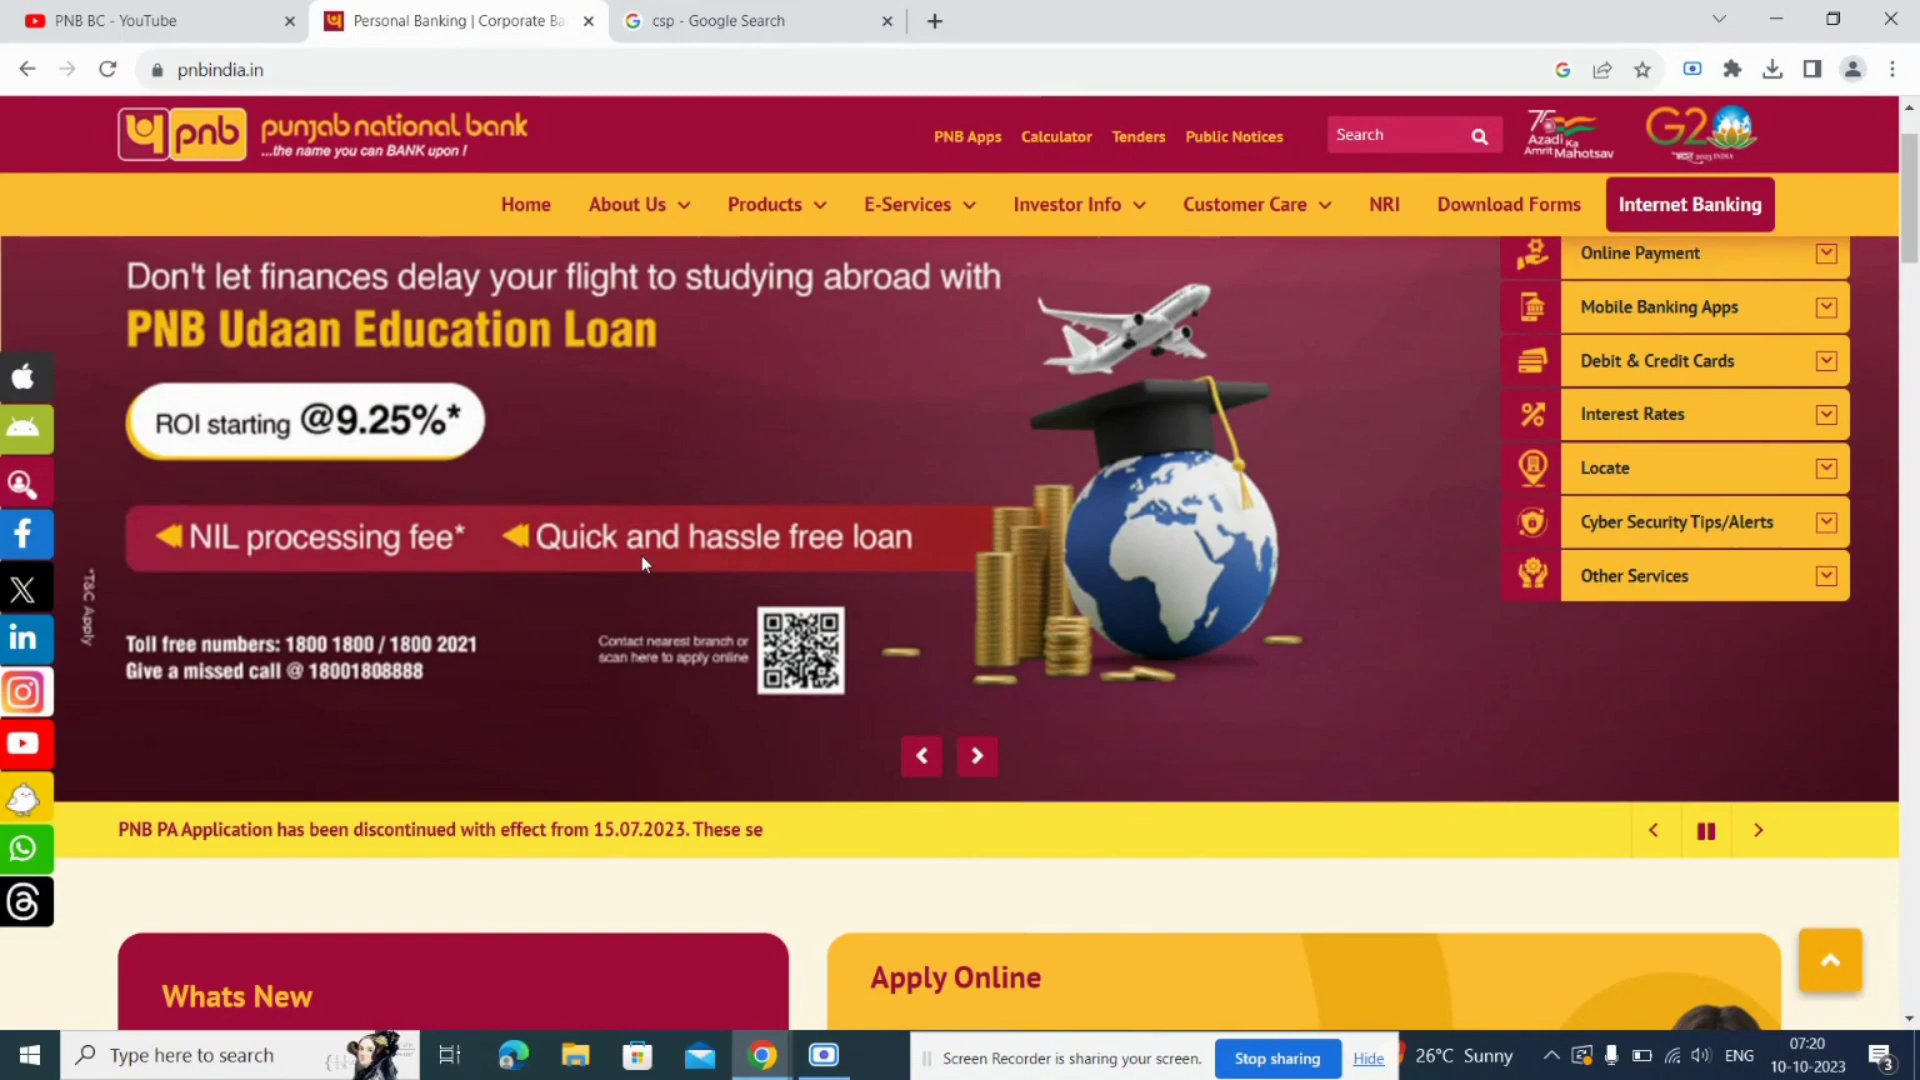 PNB BC - YouTube
Personal Banking | Corporate Ba
csp - Google Search
pnbindia.in
pnb
punjab national bank
...the name you can BANK upon !
PNB Apps
Calculator
Tenders
Public Notices
Search
75
Azadi Ka
Amrit Mahotsav
G20
Home
About Us
Products
E-Services
Investor Info
Customer Care
NRI
Download Forms
Internet Banking
Don't let finances delay your flight to studying abroad with
PNB Udaan Education Loan
ROI starting @9.25%*
NIL processing fee*
Quick and hassle free loan
*T&C Apply
Toll free numbers: 1800 1800 / 1800 2021
Give a missed call @ 18001808888
Contact nearest branch or
scan here to apply online
Online Payment
Mobile Banking Apps
Debit & Credit Cards
Interest Rates
Locate
Cyber Security Tips/Alerts
Other Services
PNB PA Application has been discontinued with effect from 15.07.2023. These se
Whats New
Apply Online
Type here to search
Screen Recorder is sharing your screen.
Stop sharing
Hide
26°C Sunny
ENG
07:20
10-10-2023
3